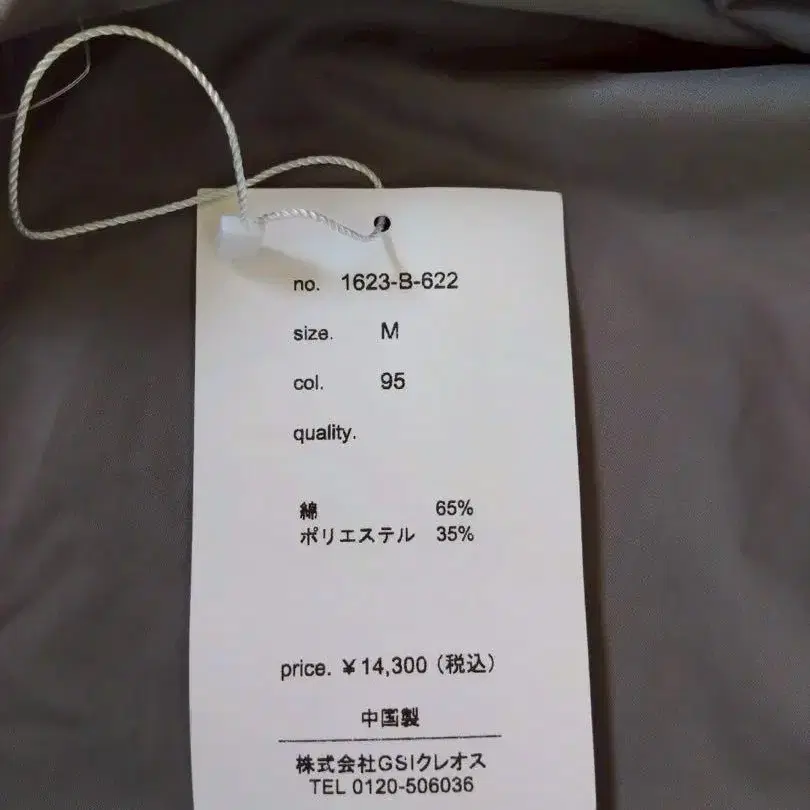 no. 1623-B-622
size. M
col. 95
quality.
綿 65%
ポリエステル 35%
price. ￥14,300（税込）
中国製
株式会社GSIクレオス
TEL 0120-506036